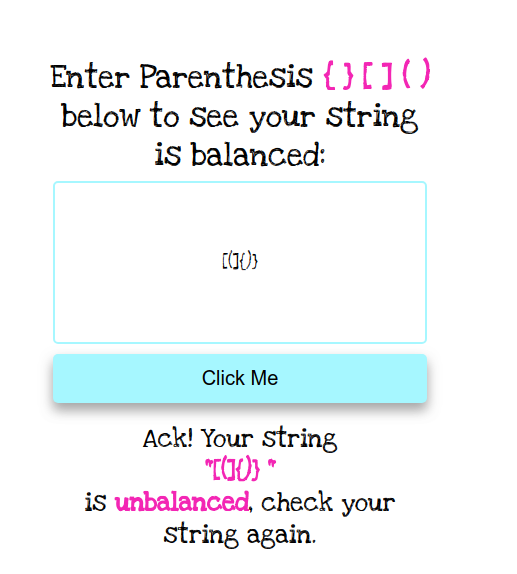 Enter Parenthesis { } [ ] ( )
below to see your string
is balanced:
[(]{)}
Click Me
Ack! Your string
"[(]{)} "
is unbalanced, check your
string again.